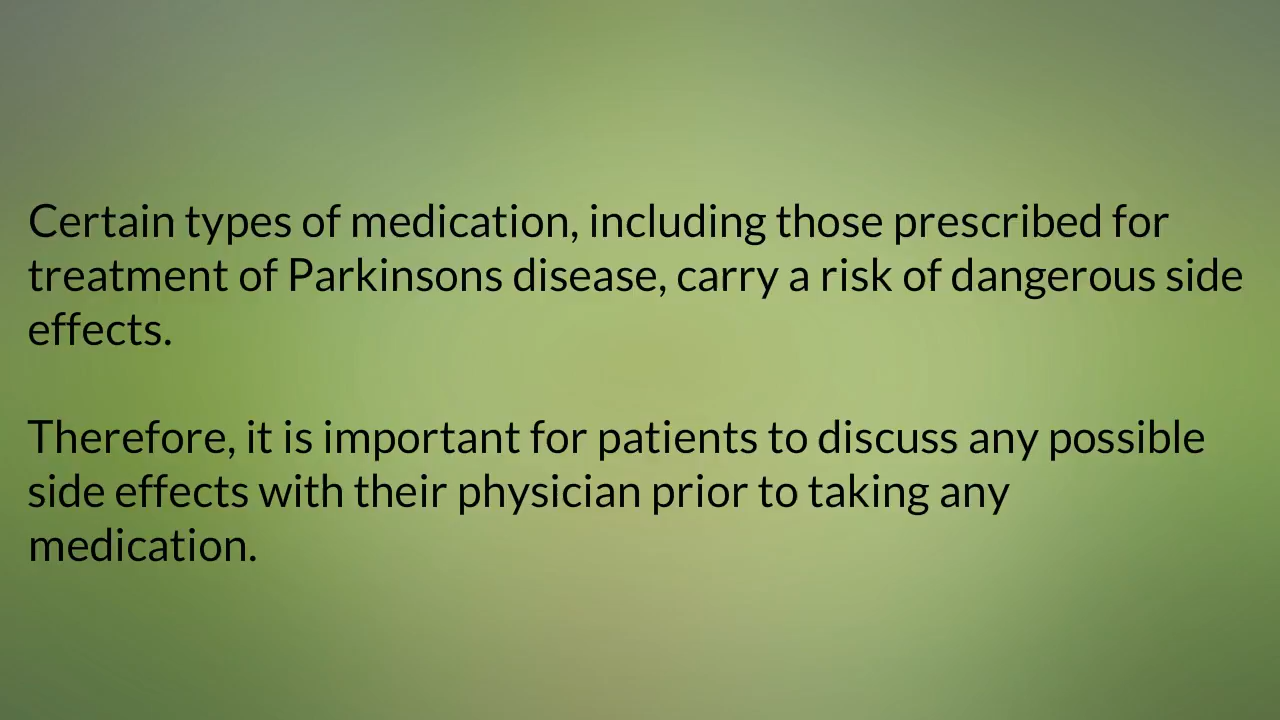 Certain types of medication, including those prescribed for
treatment of Parkinsons disease, carry a risk of dangerous side
effects.
Therefore, it is important for patients to discuss any possible
side effects with their physician prior to taking any
medication.